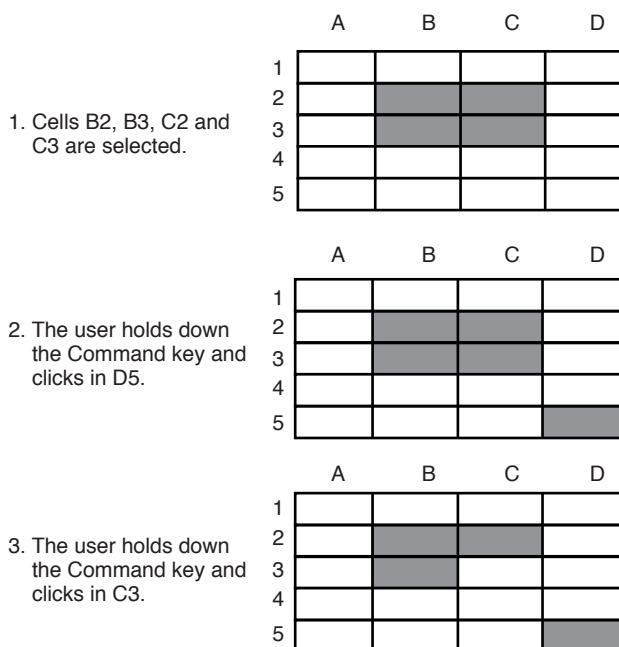 A B C D
1
2
3
4
5
1. Cells B2, B3, C2 and
C3 are selected.
A B C D
1
2
3
4
5
2. The user holds down
the Command key and
clicks in D5.
A B C D
1
2
3
4
5
3. The user holds down
the Command key and
clicks in C3.